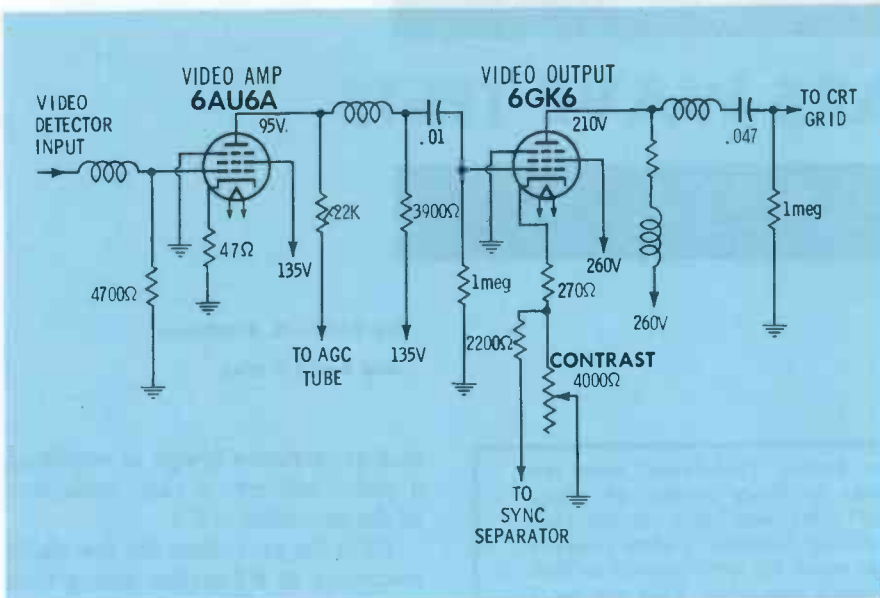 VIDEO AMP
6AU6A
VIDEO OUTPUT
6GK6
VIDEO
DETECTOR
INPUT
95V.
.01
210V
.047
TO CRT
GRID
22K
3900Ω
47Ω
135V
4700Ω
1meg
260V
270Ω
260V
1meg
TO AGC
TUBE
135V
2200Ω
CONTRAST
4000Ω
TO
SYNC
SEPARATOR